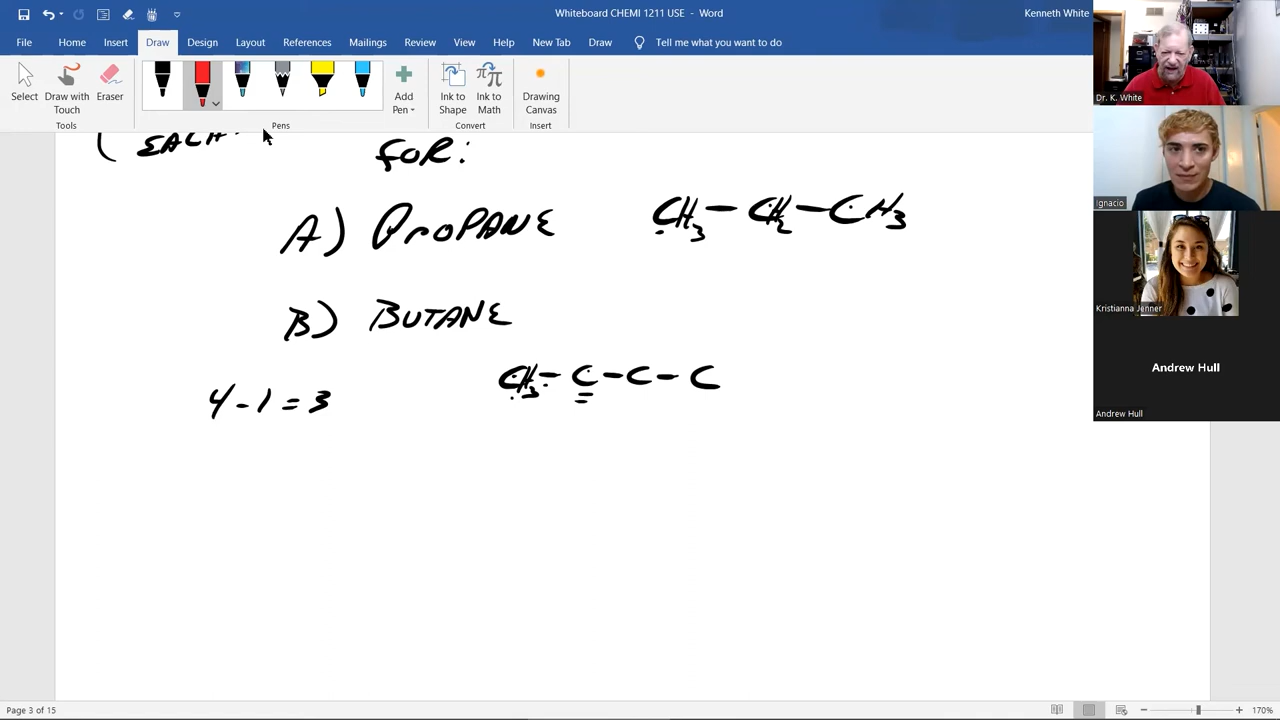 Whiteboard CHEMI 1211 USE - Word
Kenneth White
File Home Insert Draw Design Layout References Mailings Review View New Tab Draw Tell me what you want to do
Select Draw with Touch Eraser Add Pen Ink to Shape Ink to Math Drawing Canvas
Tools Pens Convert Insert
Dr. K. White
( EACH
FOR:
A) PROPANE CH3 - CH2 - CH3
Ignacio
B) BUTANE
Kristianna Jenner
CH3 - C - C - C
4 - 1 = 3
Andrew Hull
Andrew Hull
Page 3 of 15
170%